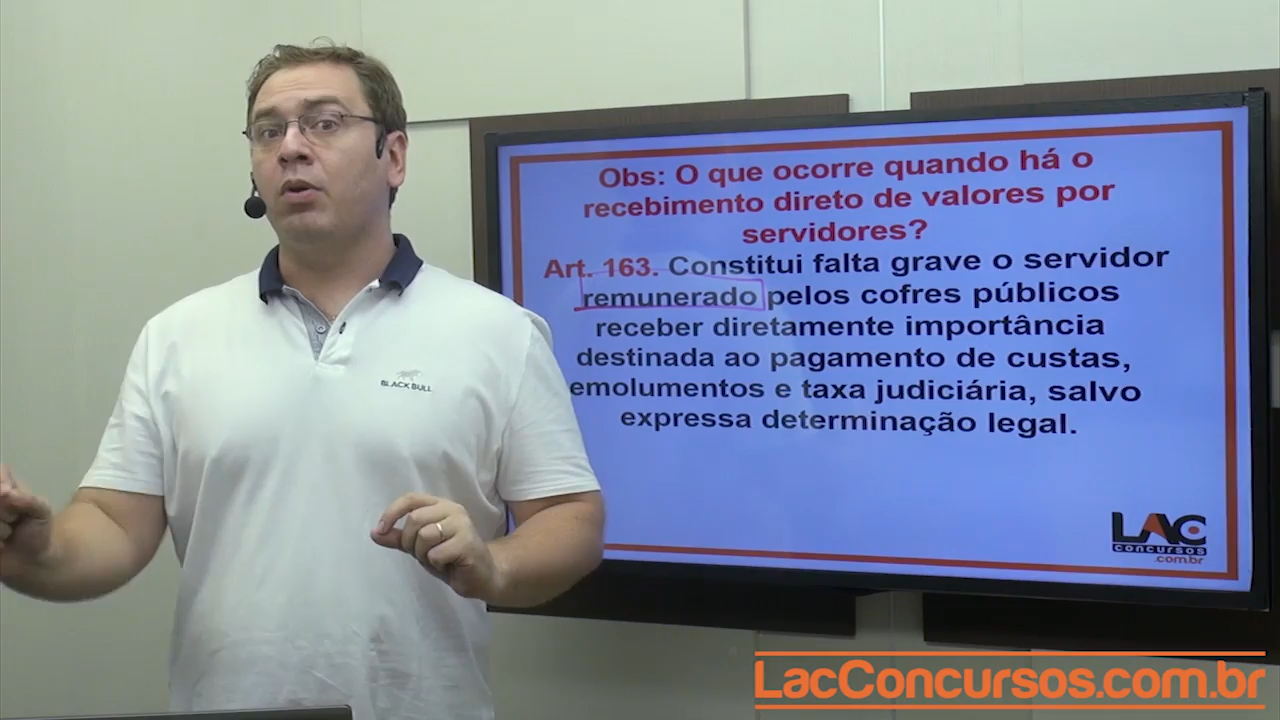 Obs: O que ocorre quando há o
recebimento direto de valores por
servidores?
Art. 163. Constitui falta grave o servidor
remunerado pelos cofres públicos
receber diretamente importância
destinada ao pagamento de custas,
emolumentos e taxa judiciária, salvo
expressa determinação legal.
BLACK BULL
LAC
concursos
.com.br
LacConcursos.com.br